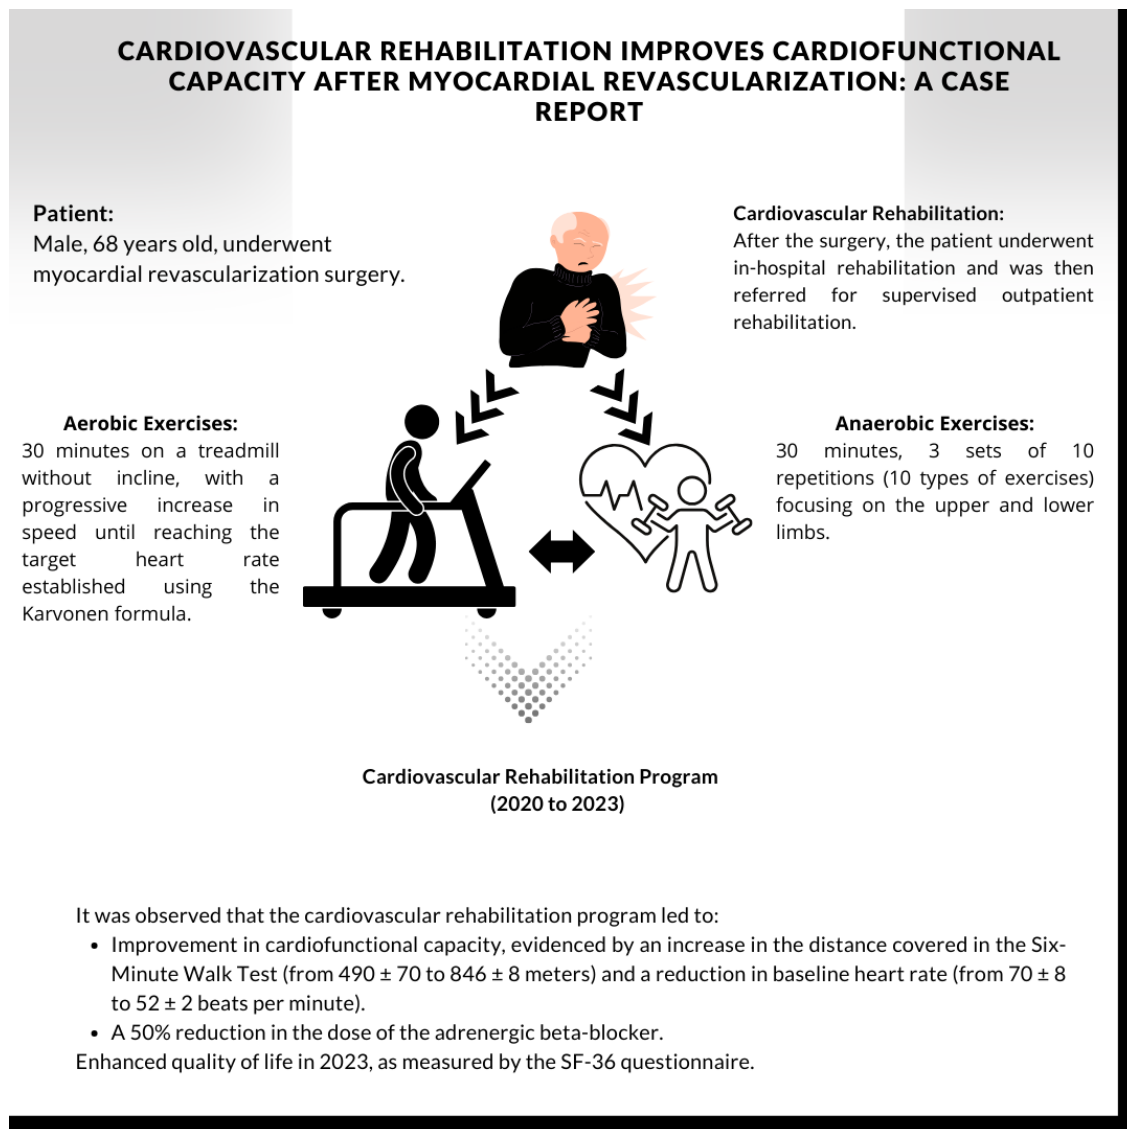 CARDIOVASCULAR REHABILITATION IMPROVES CARDIOFUNCTIONAL
CAPACITY AFTER MYOCARDIAL REVASCULARIZATION: A CASE
REPORT
Patient:
Male, 68 years old, underwent
myocardial revascularization surgery.
Cardiovascular Rehabilitation:
After the surgery, the patient underwent
in-hospital rehabilitation and was then
referred for supervised outpatient
rehabilitation.
Aerobic Exercises:
30 minutes on a treadmill
without incline, with a
progressive increase in
speed until reaching the
target heart rate
established using the
Karvonen formula.
Anaerobic Exercises:
30 minutes, 3 sets of 10
repetitions (10 types of exercises)
focusing on the upper and lower
limbs.
Cardiovascular Rehabilitation Program
(2020 to 2023)
It was observed that the cardiovascular rehabilitation program led to:
• Improvement in cardiofunctional capacity, evidenced by an increase in the distance covered in the Six-
Minute Walk Test (from 490 ± 70 to 846 ± 8 meters) and a reduction in baseline heart rate (from 70 ± 8
to 52 ± 2 beats per minute).
• A 50% reduction in the dose of the adrenergic beta-blocker.
Enhanced quality of life in 2023, as measured by the SF-36 questionnaire.